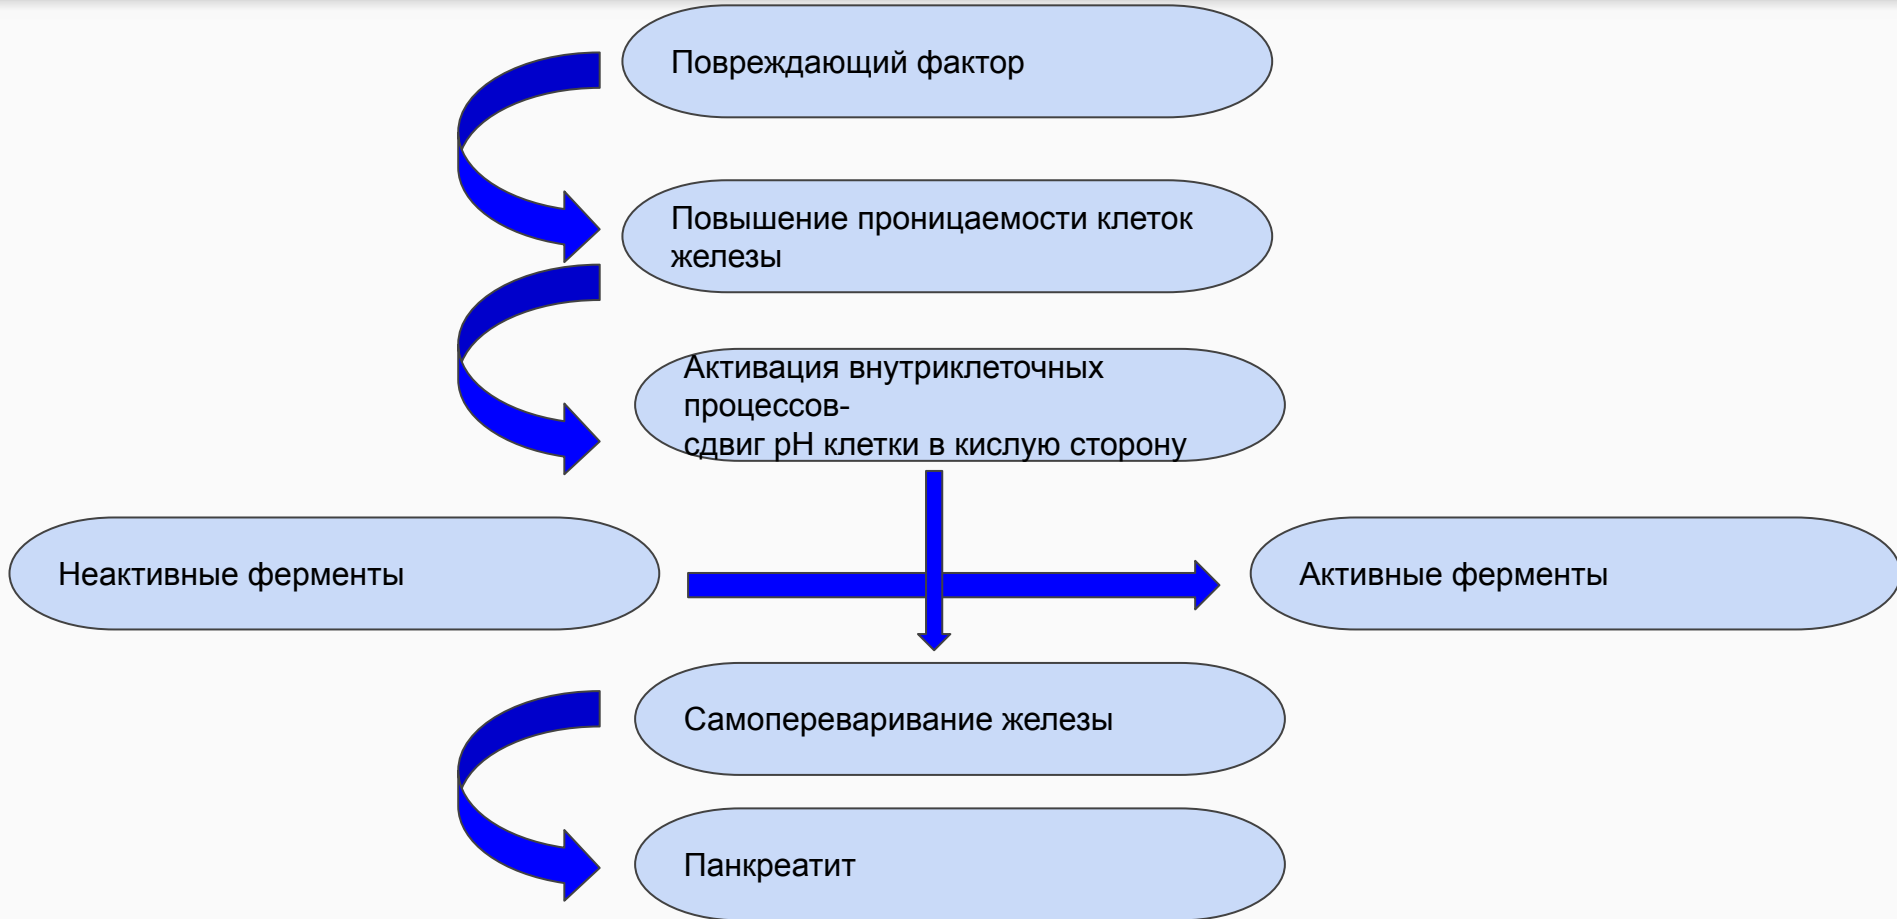 Повреждающий фактор
Повышение проницаемости клеток
железы
Активация внутриклеточных
процессов-
сдвиг pH клетки в кислую сторону
Неактивные ферменты
Активные ферменты
Самопереваривание железы
Панкреатит